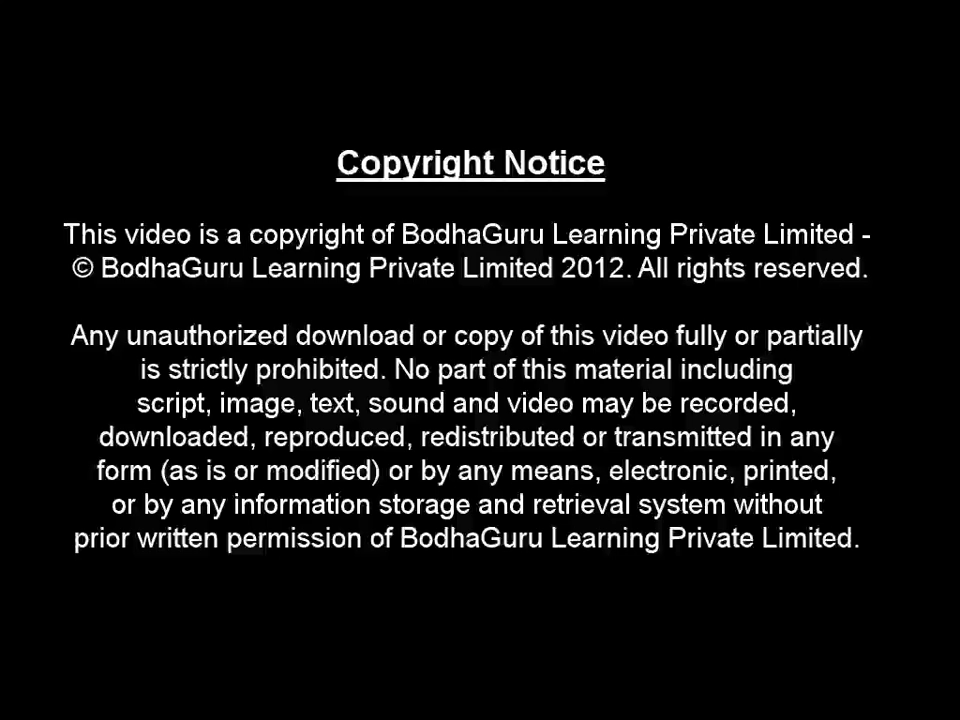 Copyright Notice
This video is a copyright of BodhaGuru Learning Private Limited -
© BodhaGuru Learning Private Limited 2012. All rights reserved.
Any unauthorized download or copy of this video fully or partially
is strictly prohibited. No part of this material including
script, image, text, sound and video may be recorded,
downloaded, reproduced, redistributed or transmitted in any
form (as is or modified) or by any means, electronic, printed,
or by any information storage and retrieval system without
prior written permission of BodhaGuru Learning Private Limited.